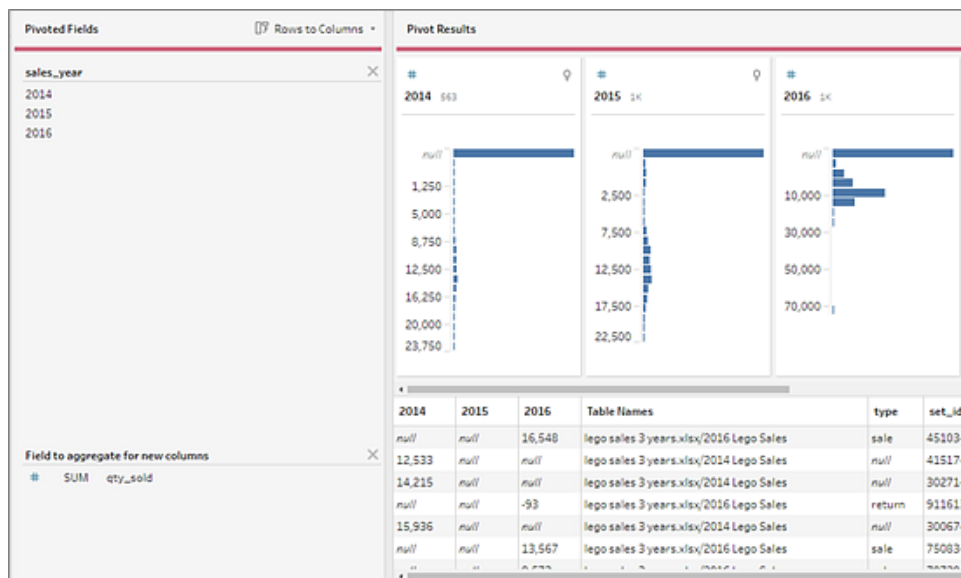 Pivoted Fields
Rows to Columns
Pivot Results
sales_year
2014
2015
2016
#
2014 563
null
1,250
5,000
8,750
12,500
16,250
20,000
23,750
#
2015 1K
null
2,500
7,500
12,500
17,500
22,500
#
2016 1K
null
10,000
30,000
50,000
70,000
Field to aggregate for new columns
# SUM qty_sold
2014 2015 2016 Table Names type set_id
null null 16,548 lego sales 3 years.xlsx/2016 Lego Sales sale 45103-
12,533 null null lego sales 3 years.xlsx/2014 Lego Sales null 41517-
14,215 null null lego sales 3 years.xlsx/2014 Lego Sales null 30271-
null null -93 lego sales 3 years.xlsx/2016 Lego Sales return 91161
15,936 null null lego sales 3 years.xlsx/2014 Lego Sales null 30067-
null null 13,567 lego sales 3 years.xlsx/2016 Lego Sales sale 75083-